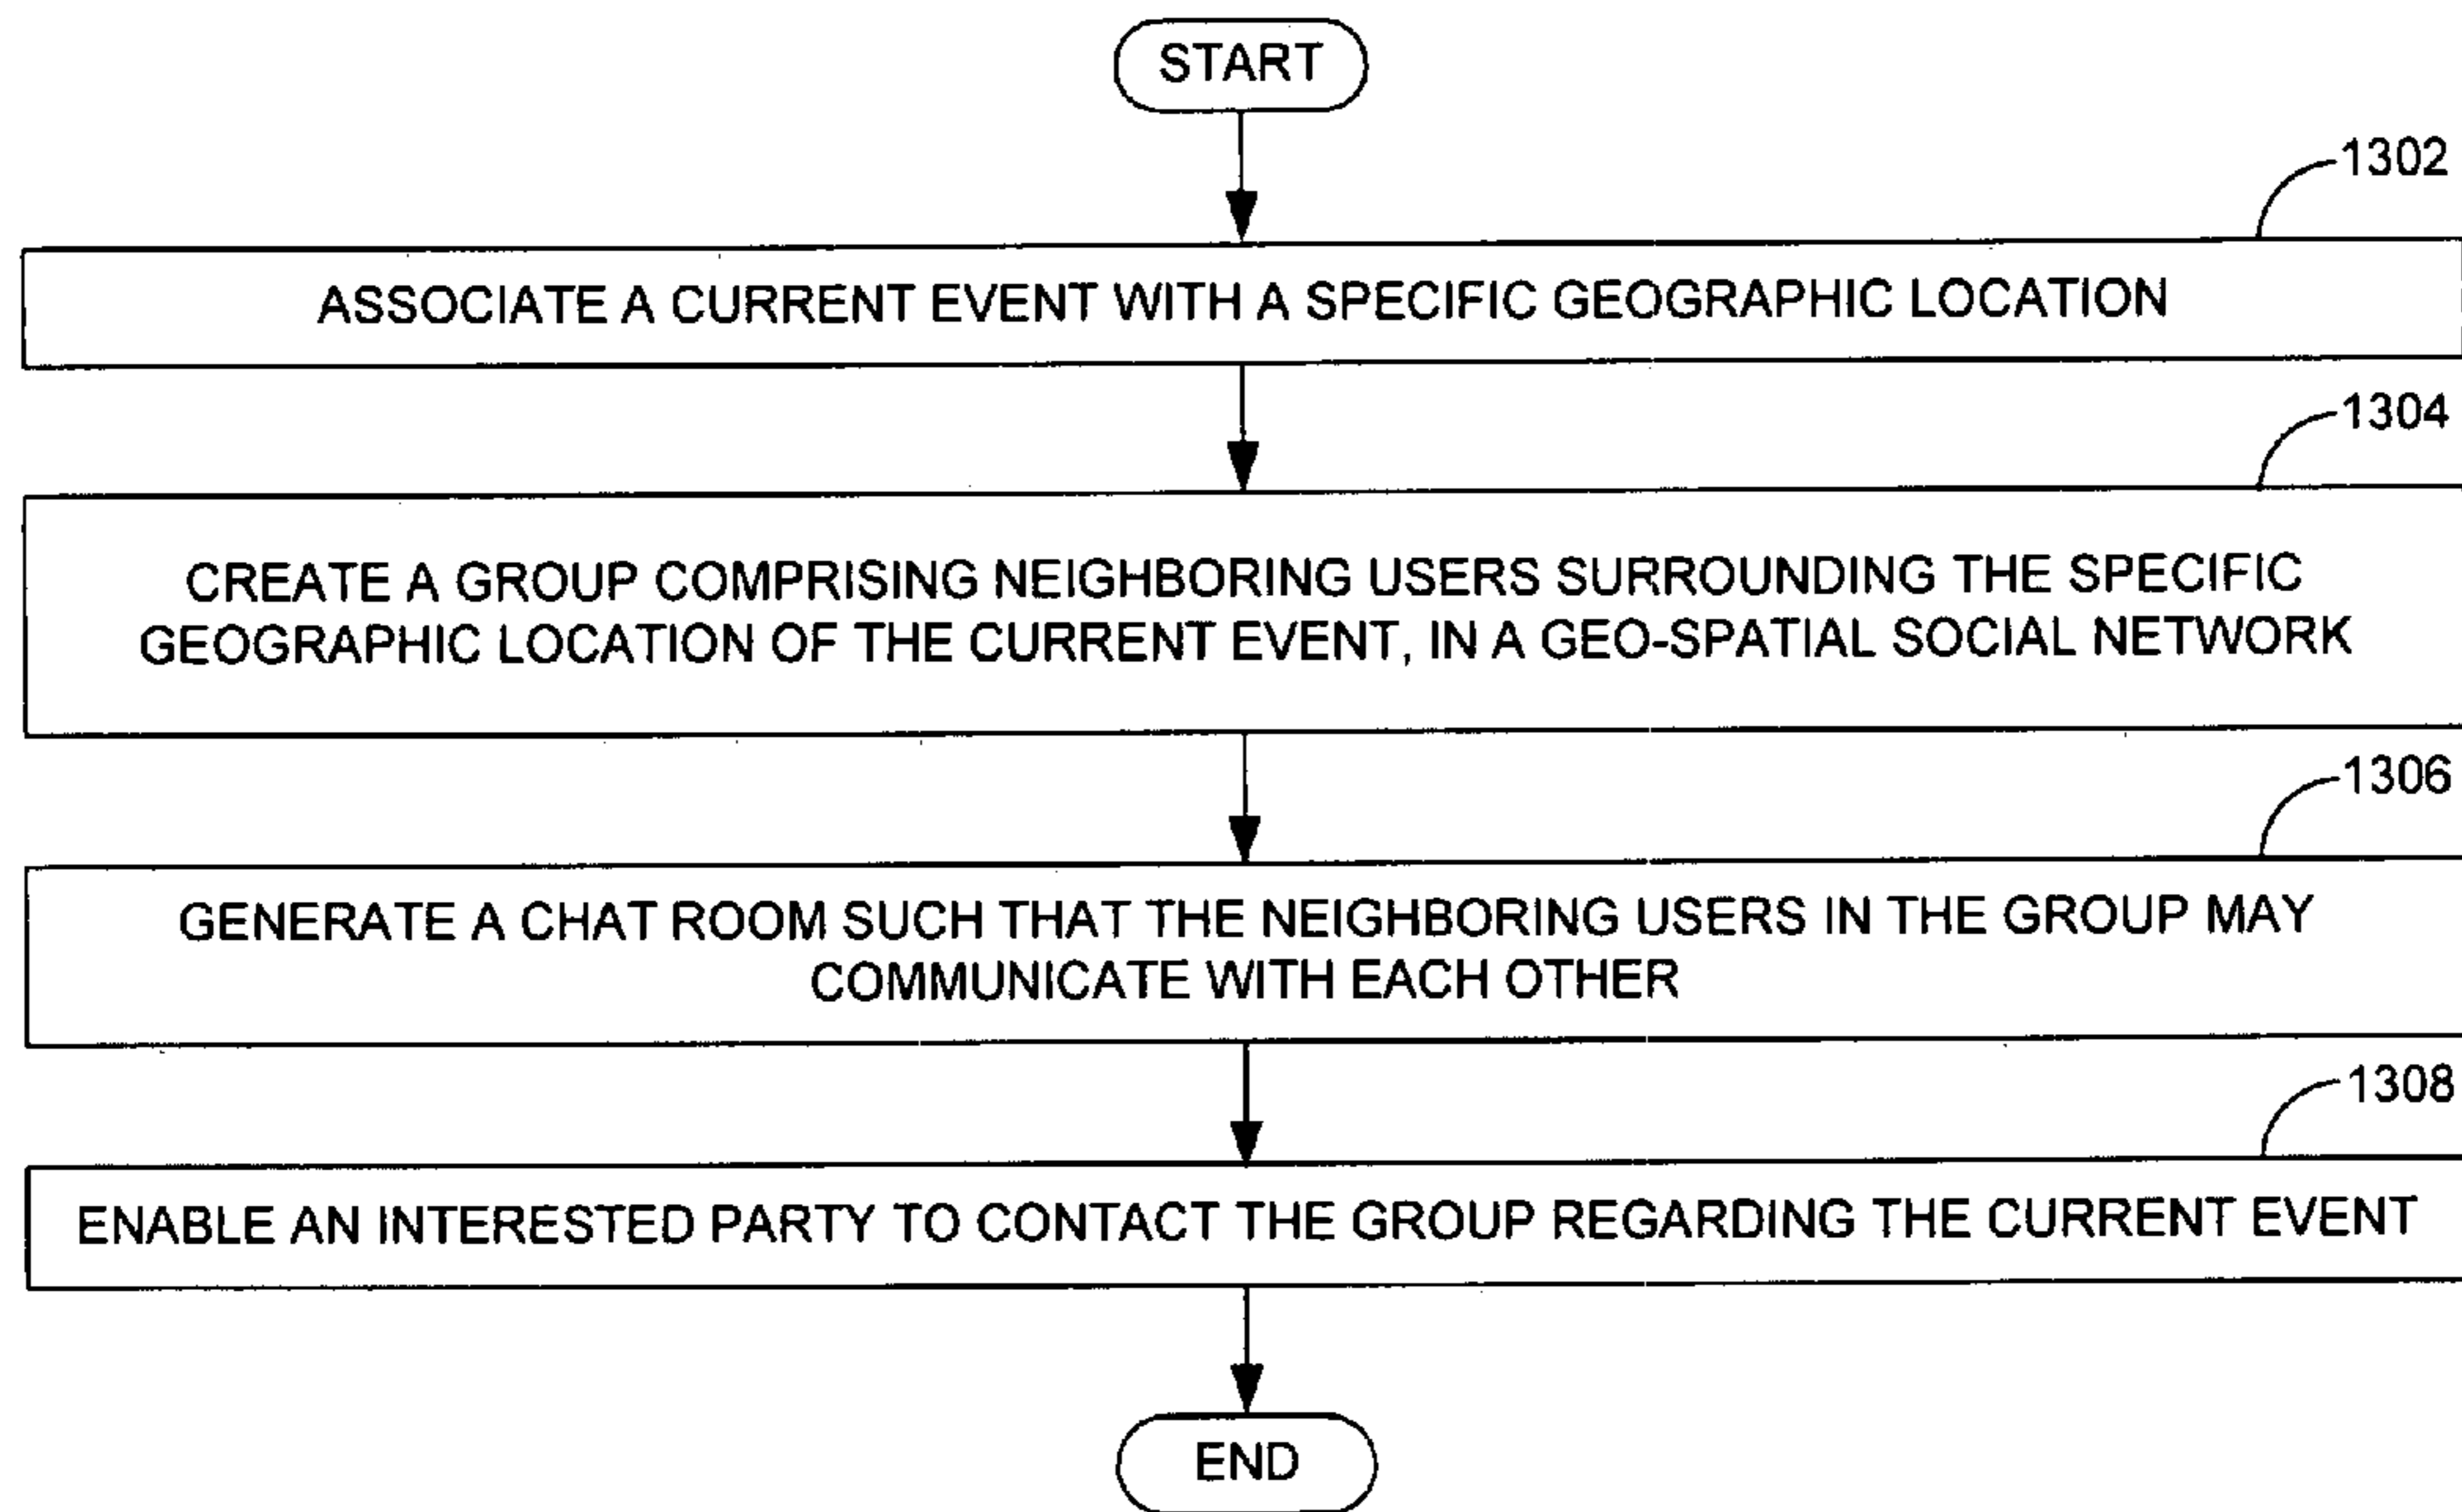 START
1302
ASSOCIATE A CURRENT EVENT WITH A SPECIFIC GEOGRAPHIC LOCATION
1304
CREATE A GROUP COMPRISING NEIGHBORING USERS SURROUNDING THE SPECIFIC
GEOGRAPHIC LOCATION OF THE CURRENT EVENT, IN A GEO-SPATIAL SOCIAL NETWORK
1306
GENERATE A CHAT ROOM SUCH THAT THE NEIGHBORING USERS IN THE GROUP MAY
COMMUNICATE WITH EACH OTHER
1308
ENABLE AN INTERESTED PARTY TO CONTACT THE GROUP REGARDING THE CURRENT EVENT
END